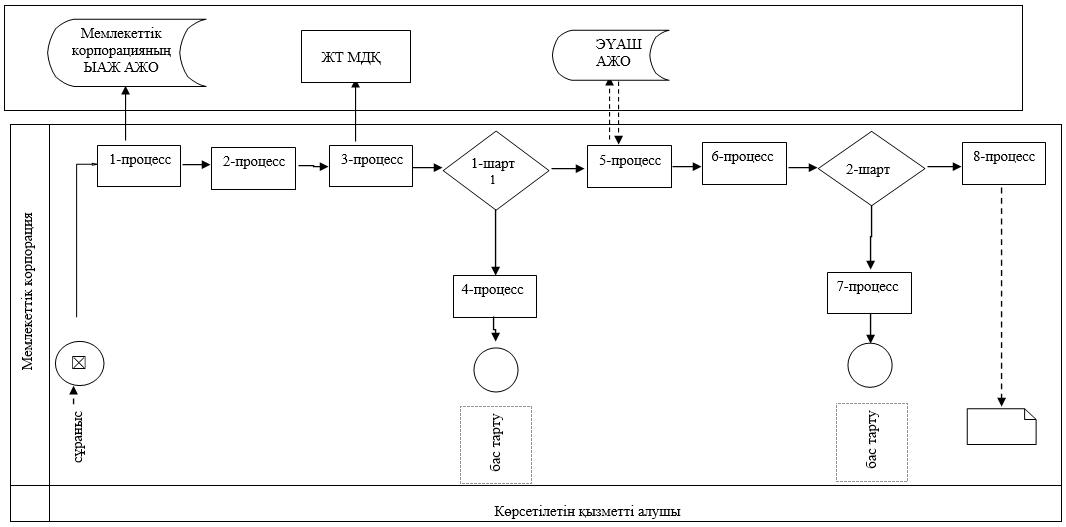 Мемлекеттік
корпорацияның
ЫАЖ АЖО
ЖТ МДҚ
ЭҮАШ
АЖО
1-процесс
2-процесс
3-процесс
1-шарт
1
5-процесс
6-процесс
2-шарт
8-процесс
4-процесс
7-процесс
Мемлекеттік корпорация
сұраныс
бас тарту
бас тарту
Көрсетілетін қызметті алушы